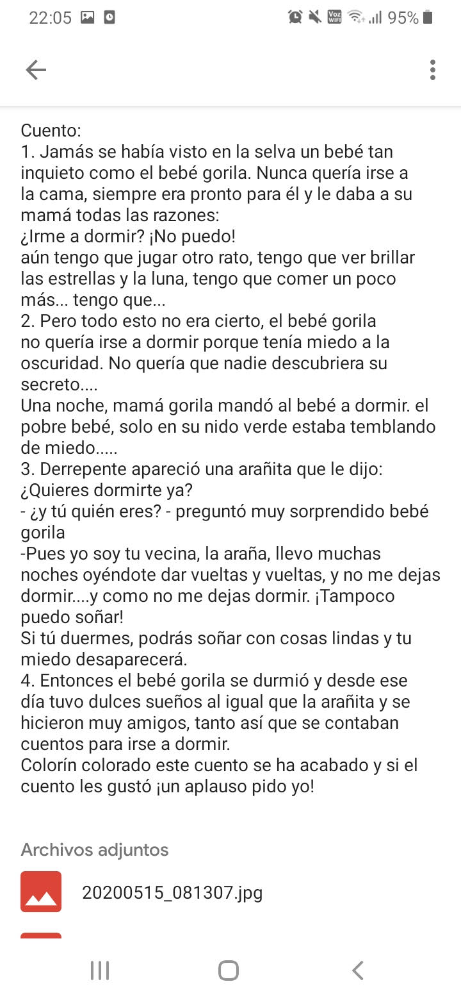 22:05
Voz
WIFI
95%
Cuento:
1. Jamás se había visto en la selva un bebé tan
inquieto como el bebé gorila. Nunca quería irse a
la cama, siempre era pronto para él y le daba a su
mamá todas las razones:
¿Irme a dormir? ¡No puedo!
aún tengo que jugar otro rato, tengo que ver brillar
las estrellas y la luna, tengo que comer un poco
más... tengo que...
2. Pero todo esto no era cierto, el bebé gorila
no quería irse a dormir porque tenía miedo a la
oscuridad. No quería que nadie descubriera su
secreto....
Una noche, mamá gorila mandó al bebé a dormir. el
pobre bebé, solo en su nido verde estaba temblando
de miedo.....
3. Derrepente apareció una arañita que le dijo:
¿Quieres dormirte ya?
- ¿y tú quién eres? - preguntó muy sorprendido bebé
gorila
-Pues yo soy tu vecina, la araña, llevo muchas
noches oyéndote dar vueltas y vueltas, y no me dejas
dormir....y como no me dejas dormir. ¡Tampoco
puedo soñar!
Si tú duermes, podrás soñar con cosas lindas y tu
miedo desaparecerá.
4. Entonces el bebé gorila se durmió y desde ese
día tuvo dulces sueños al igual que la arañita y se
hicieron muy amigos, tanto así que se contaban
cuentos para irse a dormir.
Colorín colorado este cuento se ha acabado y si el
cuento les gustó ¡un aplauso pido yo!
Archivos adjuntos
20200515_081307.jpg